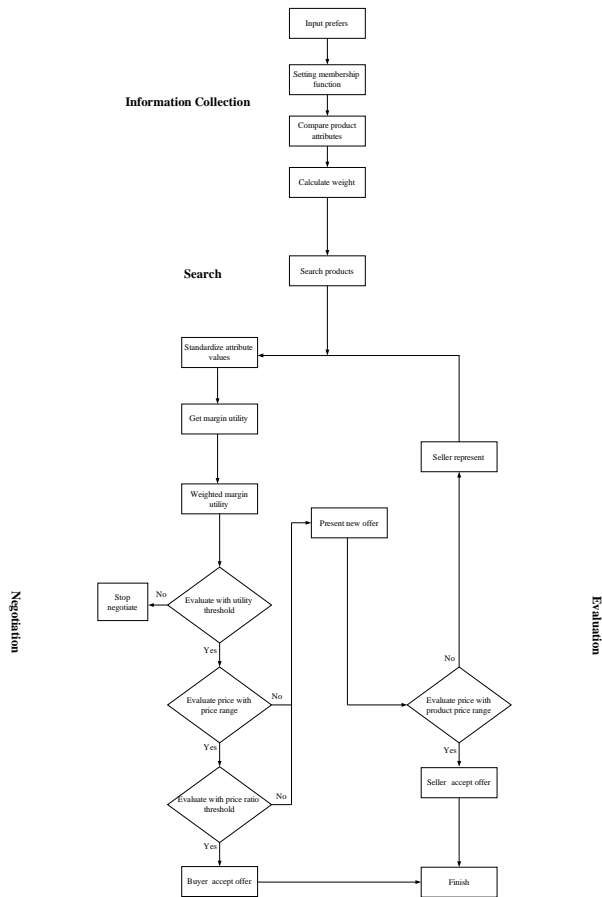 Input prefers
Setting membership
function
Information Collection
Compare product
attributes
Calculate weight
Search
Search products
Standardize attribute
values
Get margin utility
Seller represent
Weighted margin
utility
Present new offer
Negotiation
Stop
negotiate
No
Evaluate with utility
threshold
Evaluation
Yes
Evaluate price with
price range
No
No
Evaluate price with
product price range
Yes
Yes
Evaluate with price ratio
threshold
No
Seller accept offer
Yes
Buyer accept offer
Finish